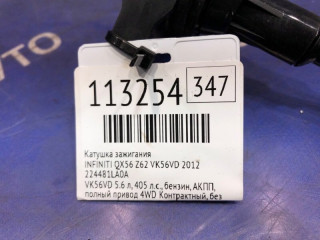 ВТО
113254 347
Катушка зажигания
INFINITI QX56 Z62 VK56VD 2012
224481LA0A
VK56VD 5.6 л, 405 л.с., бензин, АКПП,
полный привод 4WD Контрактный, без